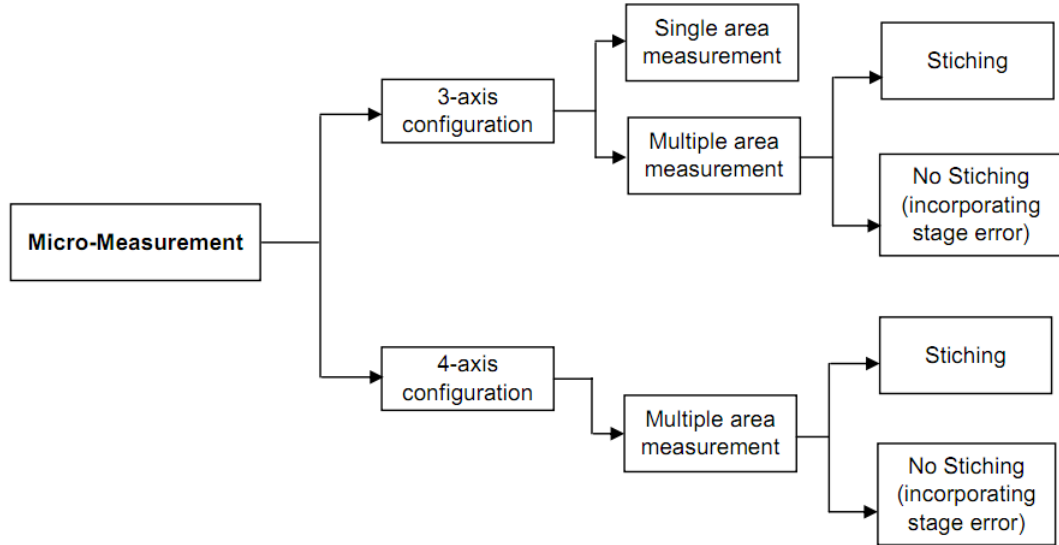 Micro-Measurement
3-axis
configuration
Single area
measurement
Multiple area
measurement
Stiching
No Stiching
(incorporating
stage error)
4-axis
configuration
Multiple area
measurement
Stiching
No Stiching
(incorporating
stage error)